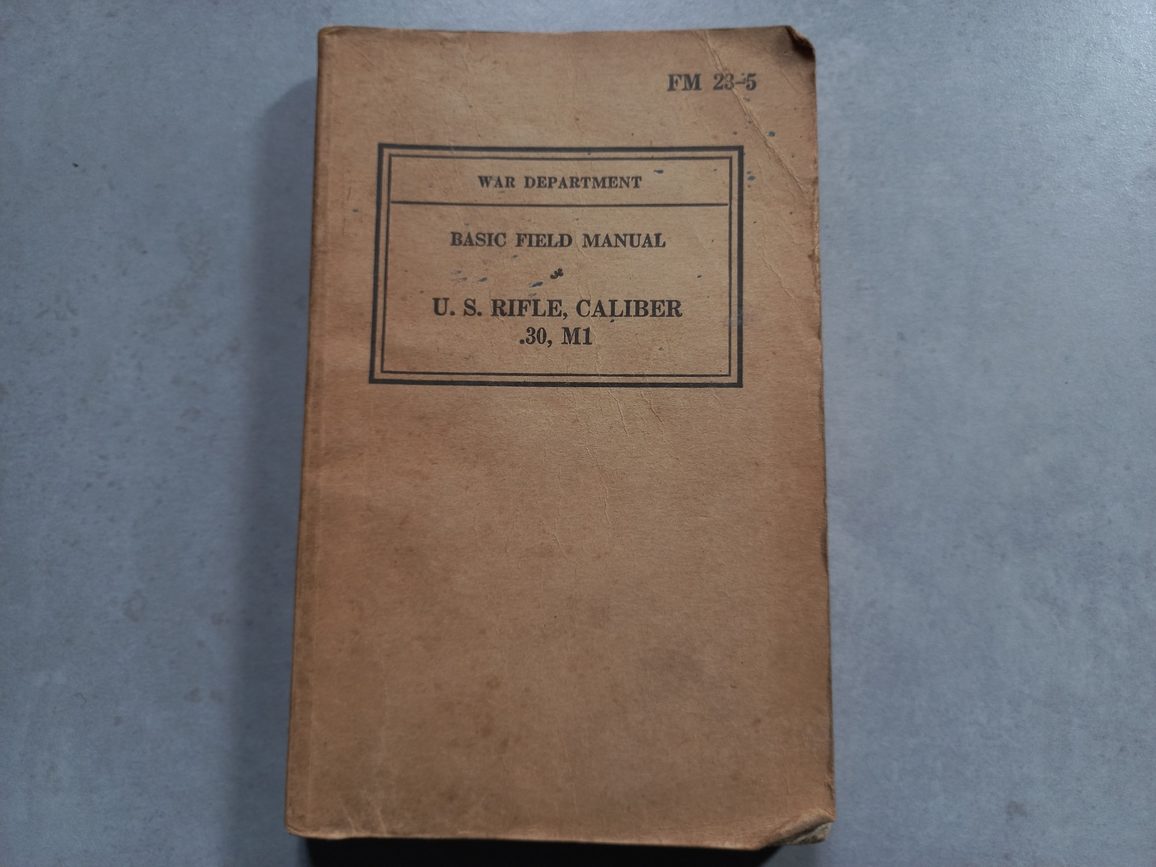 FM 23-5
WAR DEPARTMENT
BASIC FIELD MANUAL
U. S. RIFLE, CALIBER
.30, M1